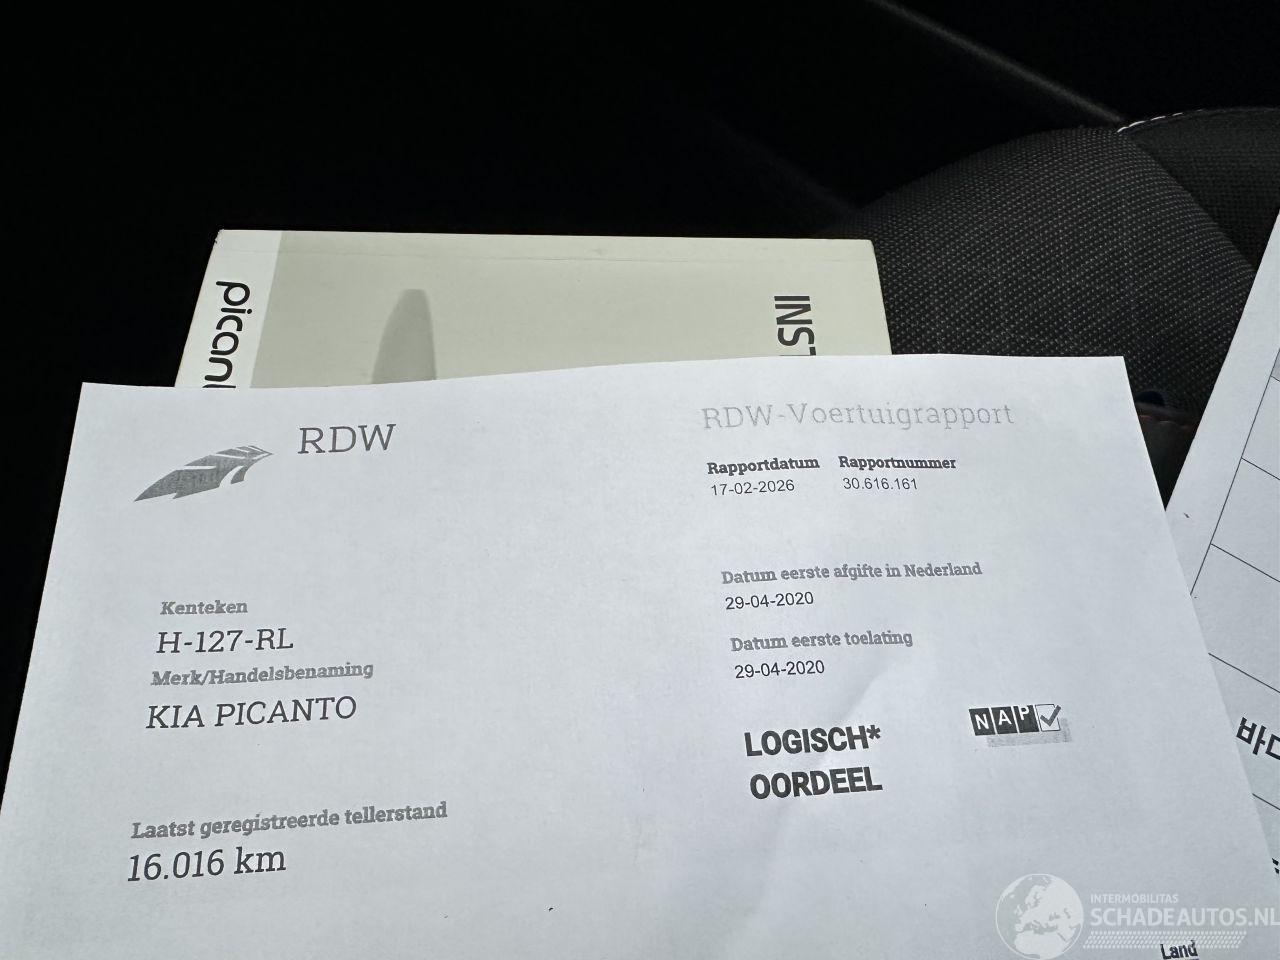 picant
INST
RDW
RDW-Voertuigrapport
Rapportdatum Rapportnummer
17-02-2026 30.616.161
Datum eerste afgifte in Nederland
29-04-2020
Kenteken
H-127-RL
Datum eerste toelating
29-04-2020
Merk/Handelsbenaming
KIA PICANTO
LOGISCH*
OORDEEL
NAP
Laatst geregistreerde tellerstand
16.016 km
INTERMOBILITAS
SCHADEAUTOS.NL
Land